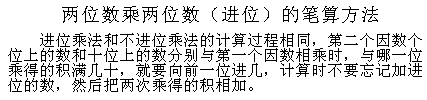 两位数乘两位数（进位）的笔算方法
进位乘法和不进位乘法的计算过程相同，第二个因数个
位上的数和十位上的数分别与第一个因数相乘时，与哪一位
乘得的积满几十，就要向前一位进几，计算时不要忘记加进
位的数，然后把两次乘得的积相加。